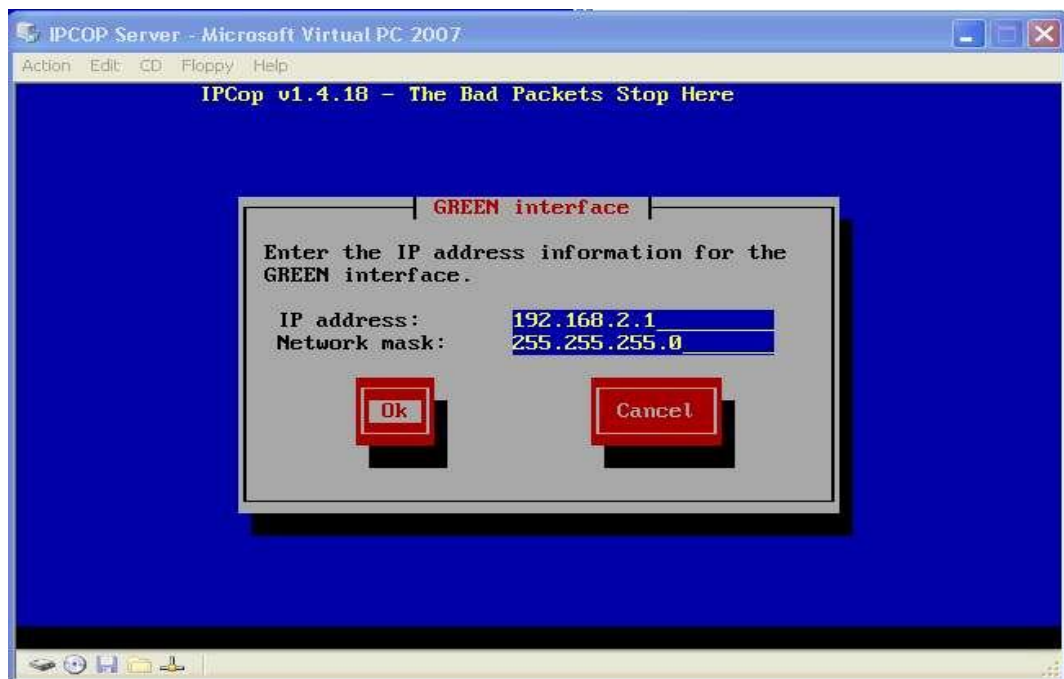 IPCOP Server - Microsoft Virtual PC 2007
Action Edit CD Floppy Help
IPCop v1.4.18 - The Bad Packets Stop Here
GREEN interface
Enter the IP address information for the
GREEN interface.
IP address: 192.168.2.1
Network mask: 255.255.255.0
Ok Cancel